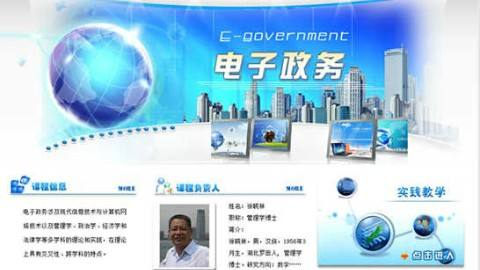 E-government
电子政务
课程信息 MORE
电子政务涉及现代信息技术与计算机网
络技术以及管理学、政治学、经济学和
法律学等多学科的理论和实践，在理论
上具有交叉性、跨学科的特点。
课程负责人 MORE
姓名：徐晓林
职称：管理学博士
简介：
徐晓林，男，汉族，1956年3
月生，湖北罗田人，管理学
博士，研究方向：数字……
实践教学
点击进入